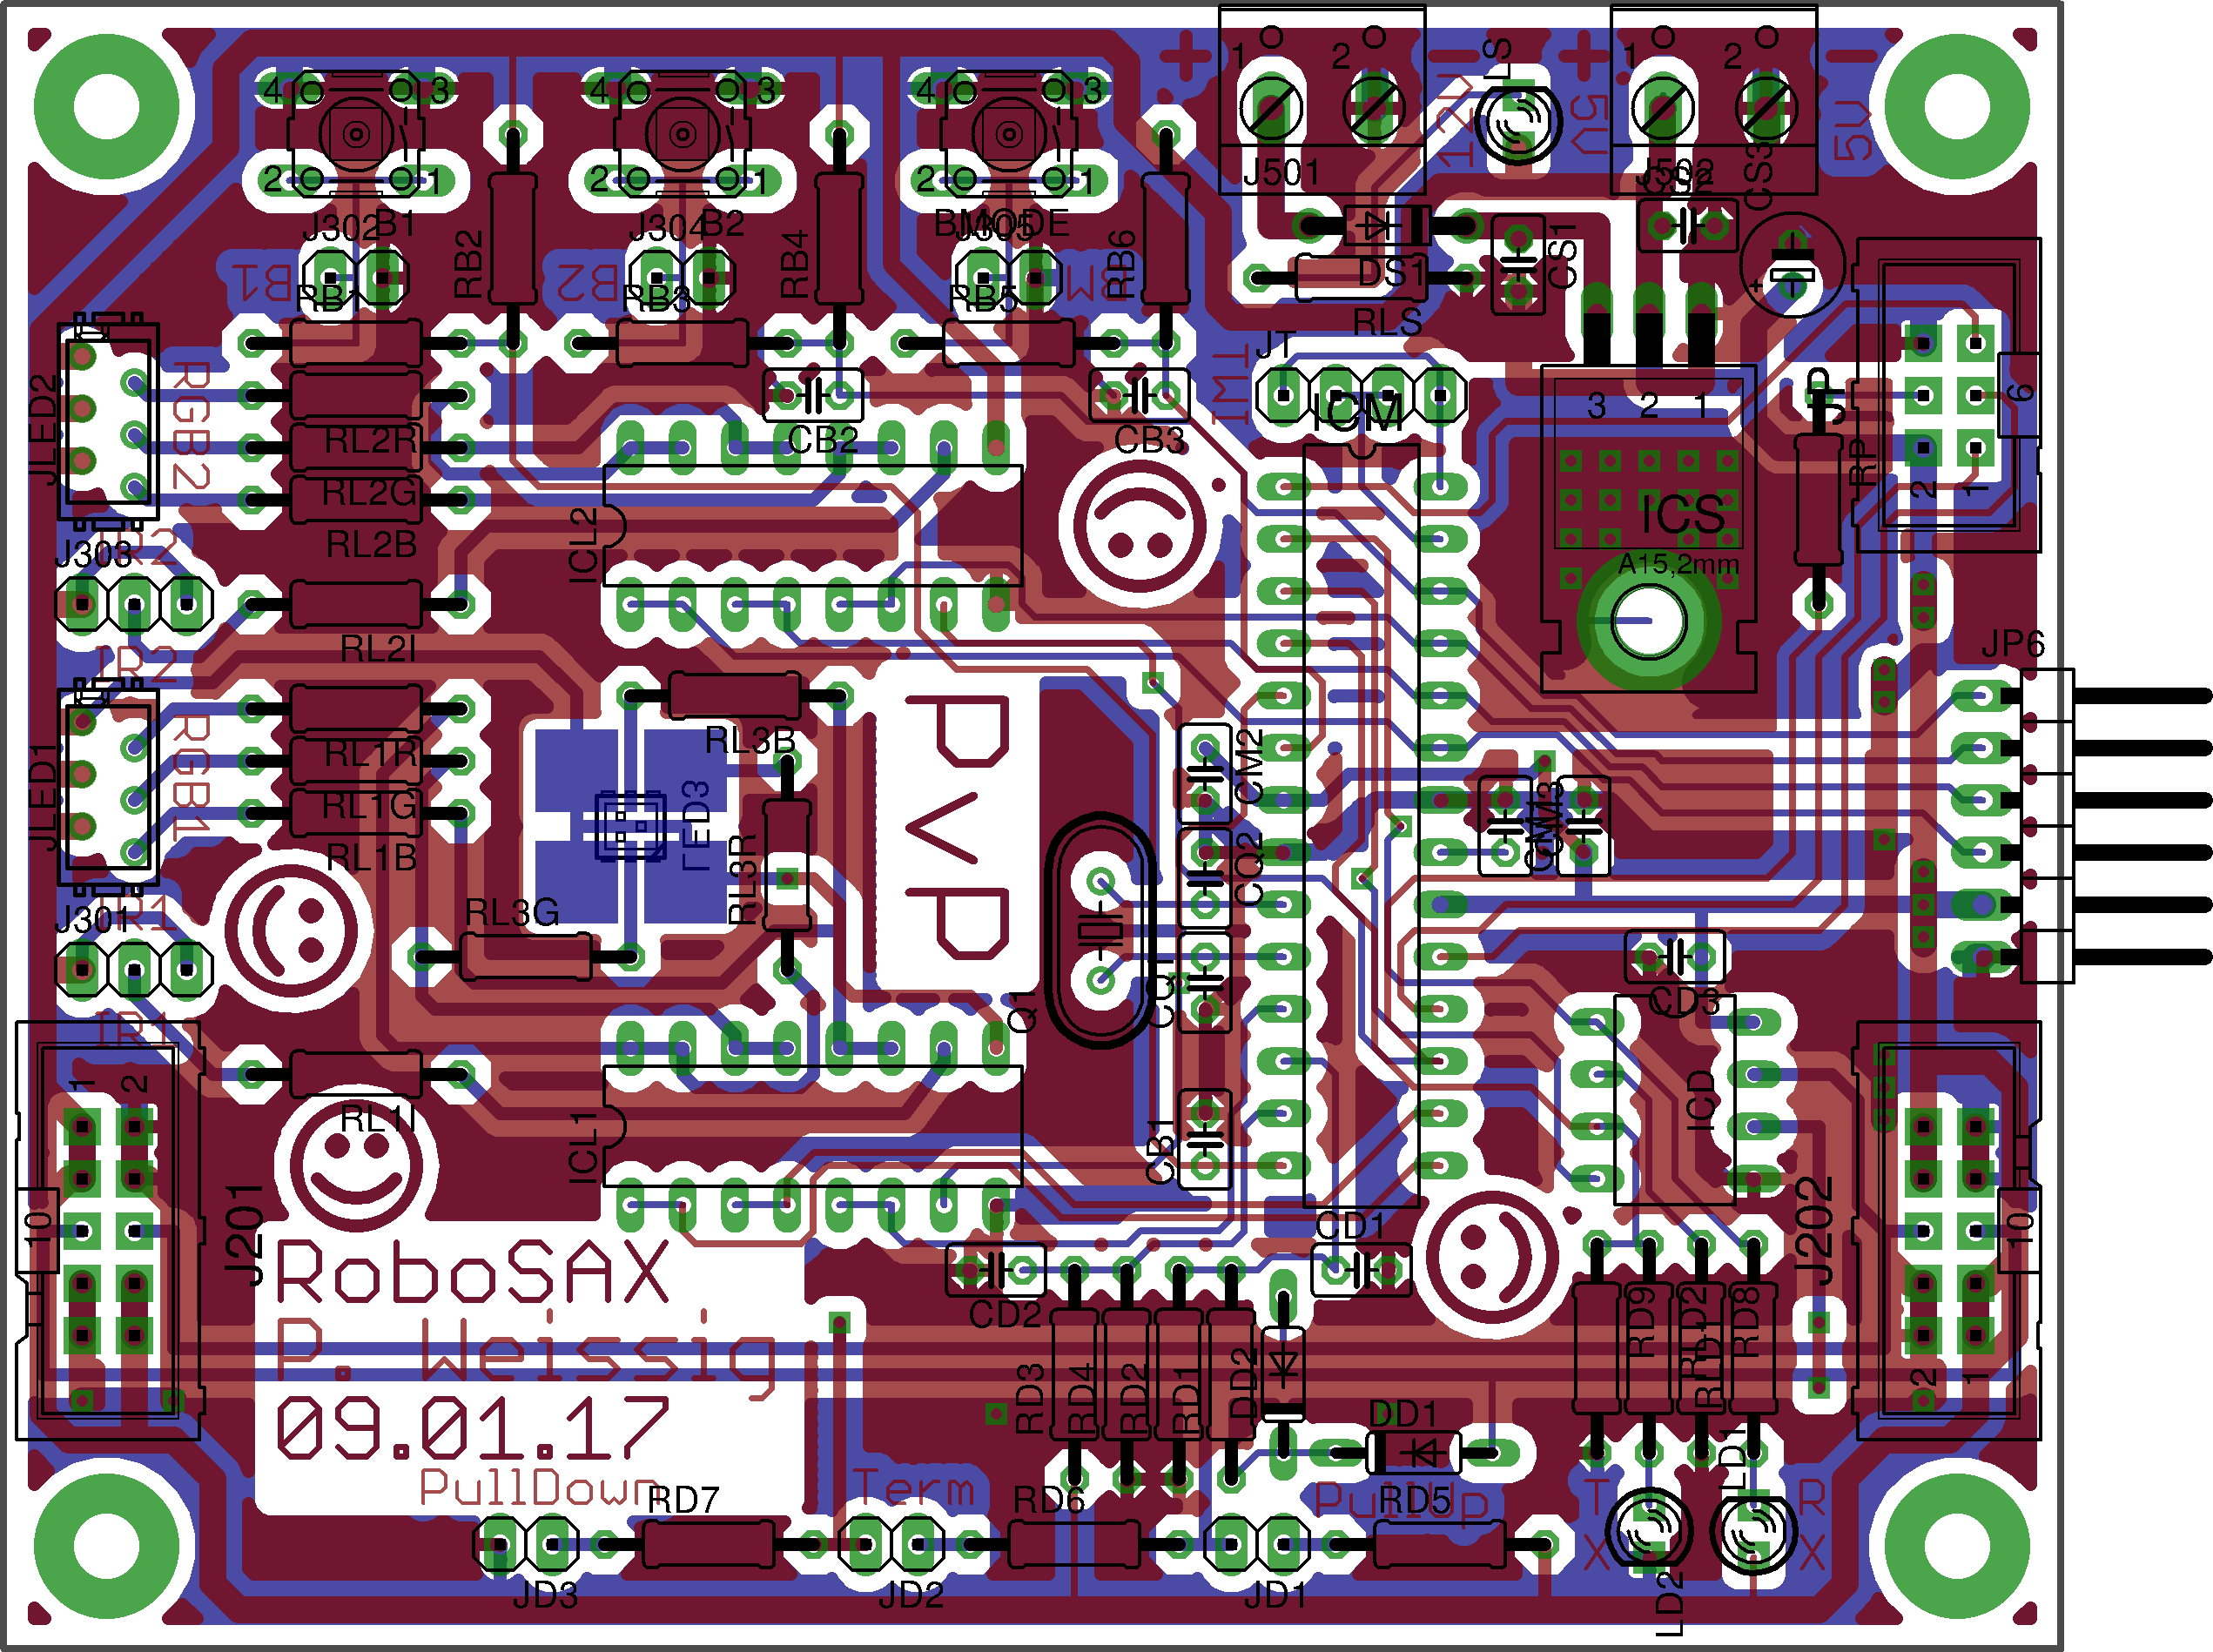 +
-
+
-
1
2
LS
1
2
12V
5V
5V
4
3
4
3
4
3
2
1
2
1
2
1
J501
J502
CS2
CS3
J302
B1
J304
B2
BMODE
J305
RB2
RB4
RB6
B1
B2
BM
CS1
DS1
RLS
RB1
RB3
RB5
JT
TWI
JP
6
3
2
1
JLED2
RGB2
RL2R
CB2
CB3
ICM
RP
RL2G
ICS
2
1
RL2B
ICL2
J303
IR2
A15,2mm
RL2I
IR2
JP6
PvP
RL3B
CM2
JLED1
RGB1
RL1R
LED3
RL1G
RL1B
RL3R
CQ2
CM3
J301
IR1
RL3G
Q1
CQ1
CD3
IR1
1
2
RL1I
ICL1
CB1
ICD
J201
10
J202
10
CD1
RoboSAX
P. Weissig
09.01.17
PullDown
CD2
RD3
RD4
RD2
RD1
DD2
RD9
RLD2
RLD1
RD8
2
1
DD1
Term
PullUp
RD7
RD6
RD5
LD1
TX
RX
JD3
JD2
JD1
LD2